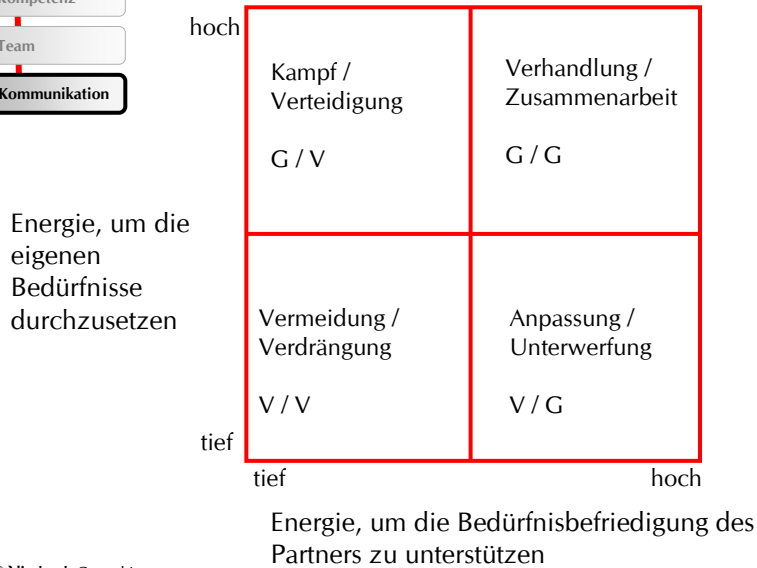 Kompetenz
Team
Kommunikation
hoch
Kampf /
Verteidigung
G / V
Verhandlung /
Zusammenarbeit
G / G
Energie, um die
eigenen
Bedürfnisse
durchzusetzen
Vermeidung /
Verdrängung
V / V
Anpassung /
Unterwerfung
V / G
tief
tief
hoch
Energie, um die Bedürfnisbefriedigung des
Partners zu unterstützen